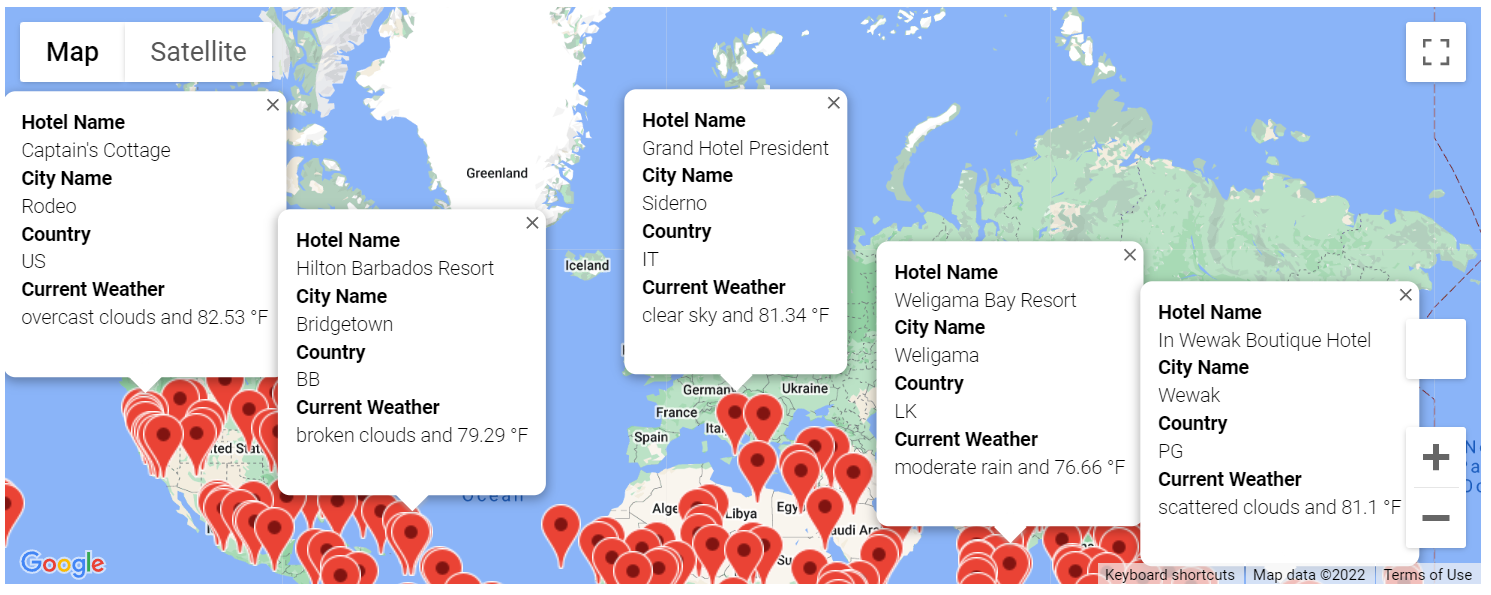 Map
Satellite
Hotel Name
Captain's Cottage
City Name
Rodeo
Country
US
Current Weather
overcast clouds and 82.53 °F
Hotel Name
Hilton Barbados Resort
City Name
Bridgetown
Country
BB
Current Weather
broken clouds and 79.29 °F
Hotel Name
Grand Hotel President
City Name
Siderno
Country
IT
Current Weather
clear sky and 81.34 °F
Hotel Name
Weligama Bay Resort
City Name
Weligama
Country
LK
Current Weather
moderate rain and 76.66 °F
Hotel Name
In Wewak Boutique Hotel
City Name
Wewak
Country
PG
Current Weather
scattered clouds and 81.1 °F
Greenland
Iceland
German
Ukraine
France
Ita
Spain
ted Stat
Ocean
Alge
Libya
Egy
audi Ara
Su
Google
Keyboard shortcuts
Map data ©2022
Terms of Use